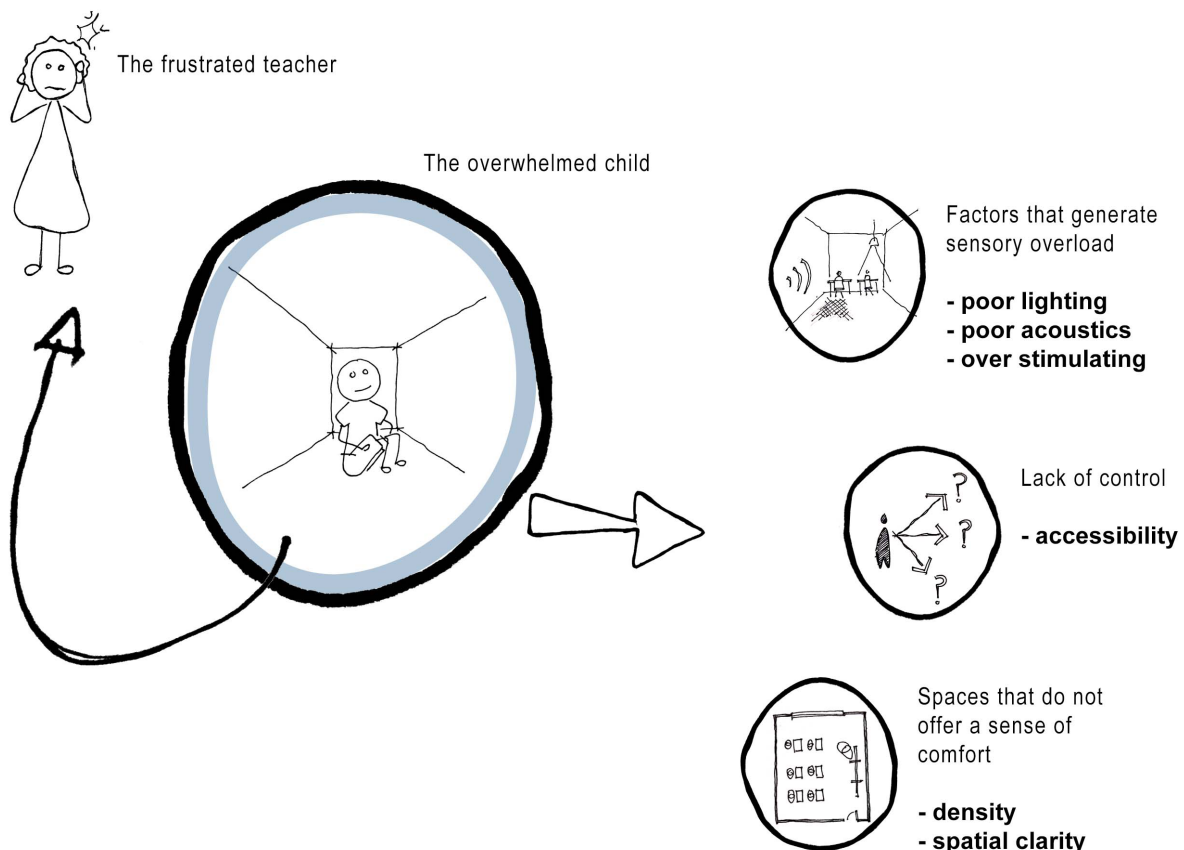 The frustrated teacher
The overwhelmed child
Factors that generate
sensory overload
- poor lighting
- poor acoustics
- over stimulating
Lack of control
- accessibility
?
?
?
Spaces that do not
offer a sense of
comfort
- density
- spatial clarity